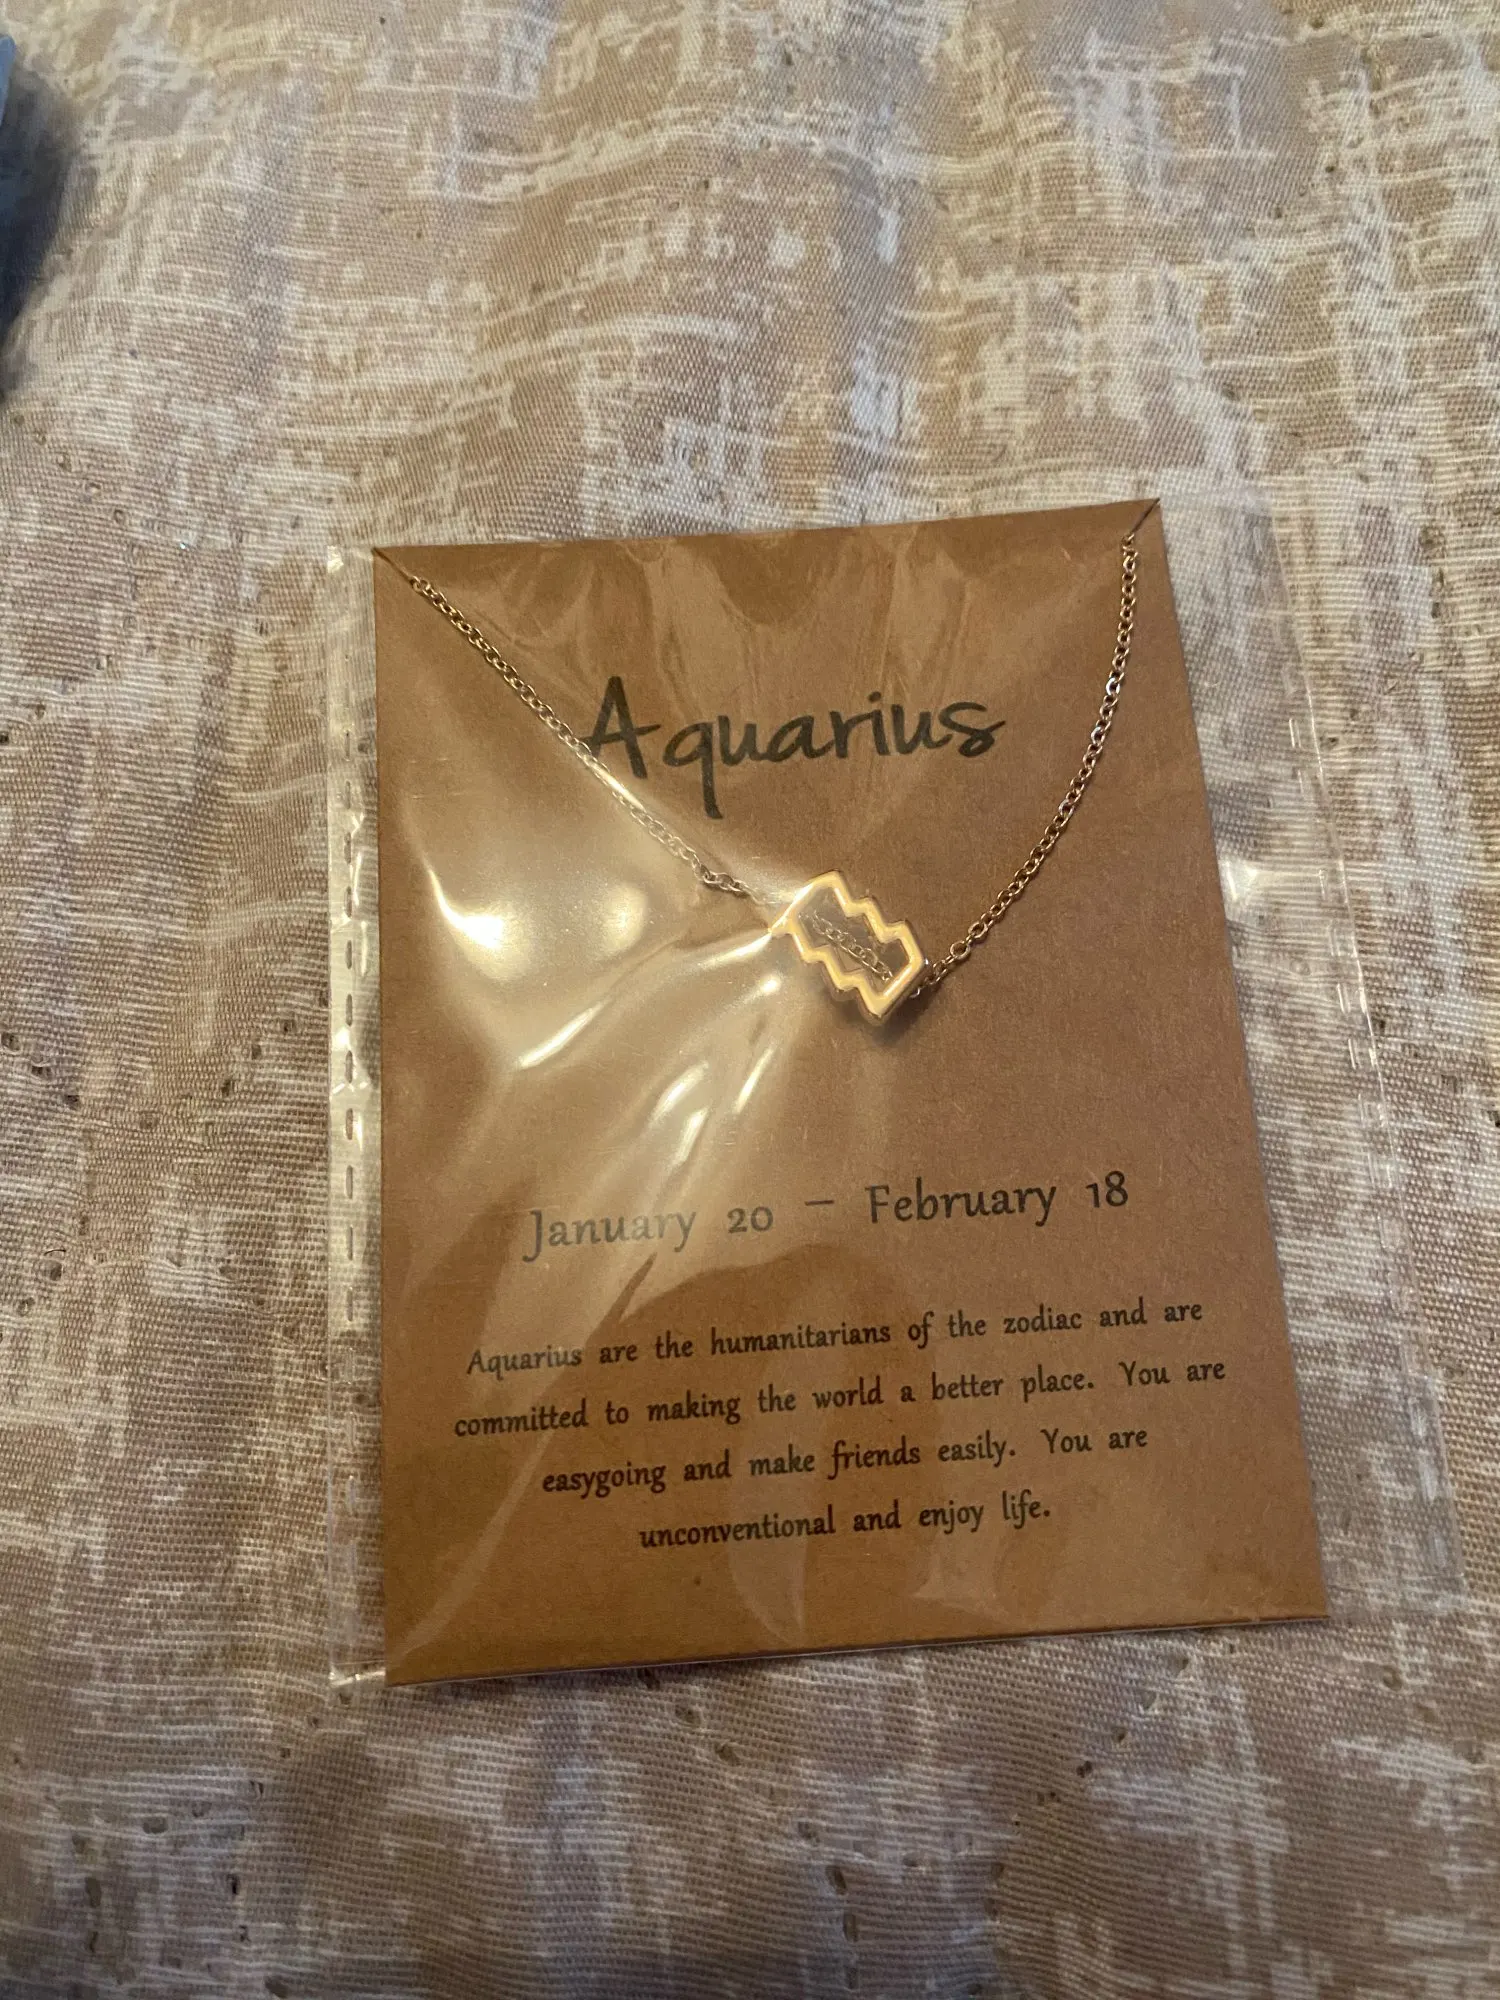 Aquarius
January 20 – February 18
Aquarius are the humanitarians of the zodiac and are
committed to making the world a better place. You are
easygoing and make friends easily. You are
unconventional and enjoy life.